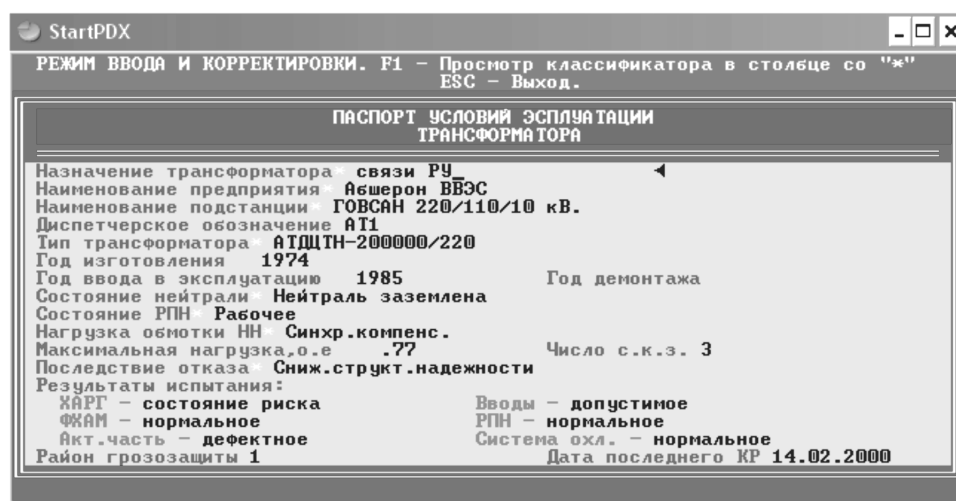 StartPDX
РЕЖИМ ВВОДА И КОРРЕКТИРОВКИ. F1 – Просмотр классификатора в столбце со "*"
ESC – Выход.
ПАСПОРТ УСЛОВИЙ ЭСПЛУАТАЦИИ
ТРАНСФОРМАТОРА
Назначение трансформатора* связи РУ_
Наименование предприятия* Абшерон ВВЭС
Наименование подстанции* ГОВСАН 220/110/10 кВ.
Диспетчерское обозначение АТ1
Тип трансформатора* АТДЦТН-200000/220
Год изготовления 1974
Год ввода в эксплуатацию 1985 Год демонтажа
Состояние нейтрали* Нейтраль заземлена
Состояние РПН* Рабочее
Нагрузка обмотки НН* Синхр.компенс.
Максимальная нагрузка,о.е .77 Число с.к.з. 3
Последствие отказа* Сниж.структ.надежности
Результаты испытания:
ХАРГ – состояние риска Вводы – допустимое
ФХАМ – нормальное РПН – нормальное
Акт.часть – дефектное Система охл. – нормальное
Район грозозащиты 1 Дата последнего КР 14.02.2000